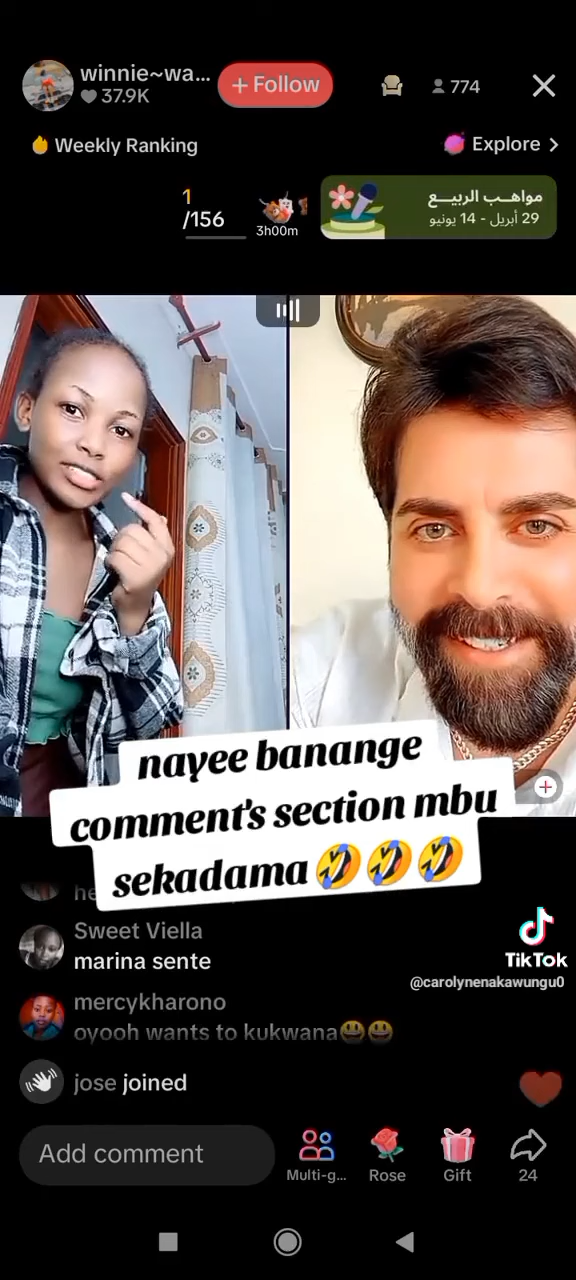 winnie~wa...
37.9K
+ Follow
774
Weekly Ranking
Explore >
1
/156
3h00m
مواهب الربيع
29 أبريل - 14 يونيو
nayee banange
comment's section mbu
sekadama🤣🤣🤣
he
Sweet Viella
marina sente
TikTok
@carolynenakawungu0
mercykharono
oyooh wants to kukwana😃😃
jose joined
Add comment
Multi-g...
Rose
Gift
24